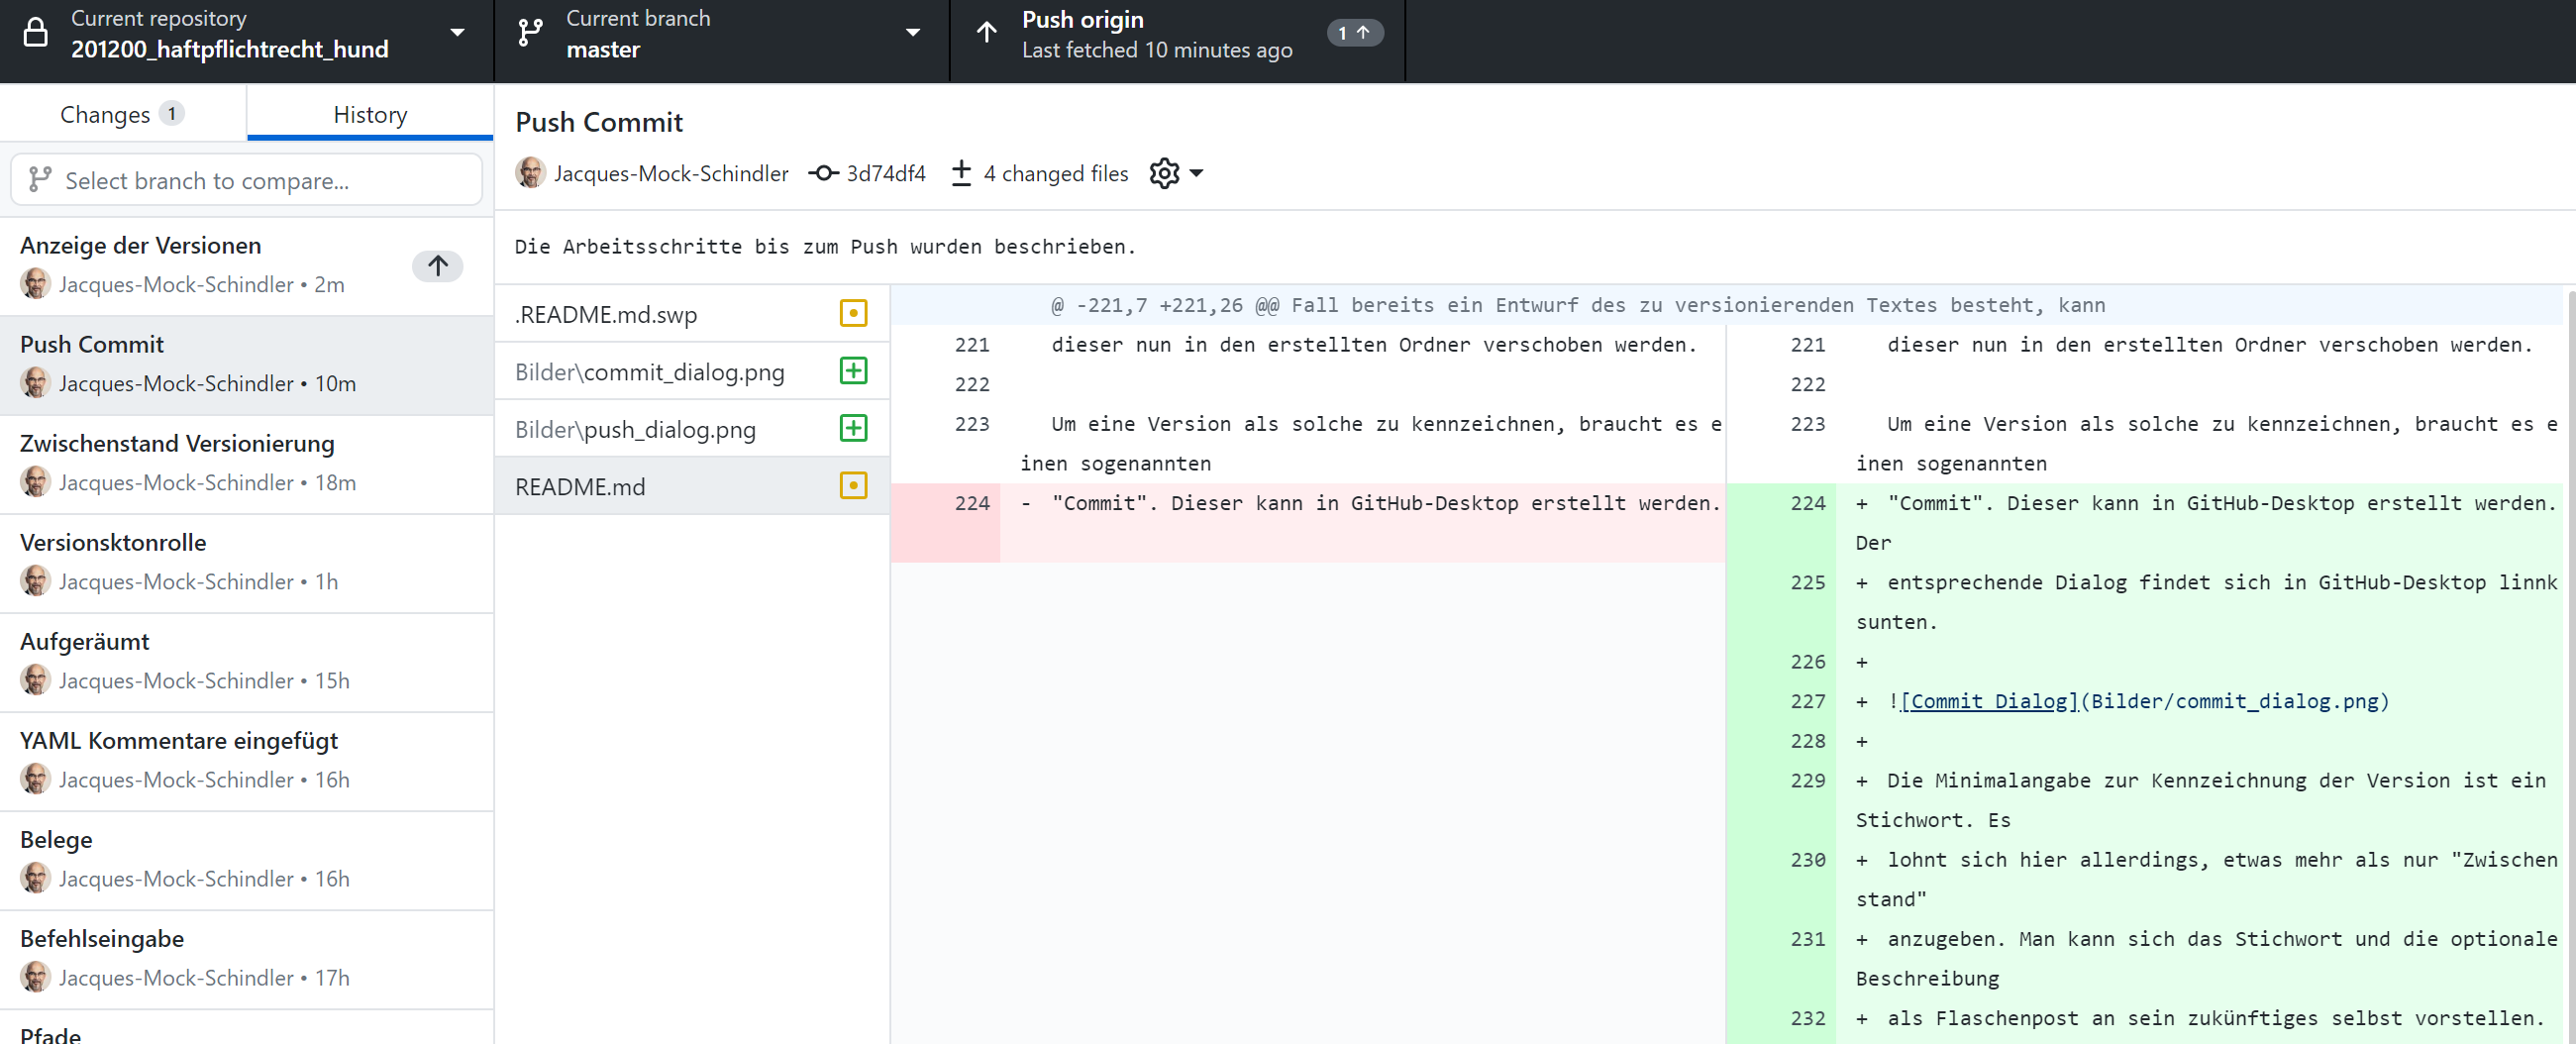 Current repository
201200_haftpflichtrecht_hund
Current branch
master
Push origin
Last fetched 10 minutes ago
1
Changes 1
History
Select branch to compare...
Anzeige der Versionen
Jacques-Mock-Schindler • 2m
Push Commit
Jacques-Mock-Schindler • 10m
Zwischenstand Versionierung
Jacques-Mock-Schindler • 18m
Versionsktonrolle
Jacques-Mock-Schindler • 1h
Aufgeräumt
Jacques-Mock-Schindler • 15h
YAML Kommentare eingefügt
Jacques-Mock-Schindler • 16h
Belege
Jacques-Mock-Schindler • 16h
Befehlseingabe
Jacques-Mock-Schindler • 17h
Pfade
Push Commit
Jacques-Mock-Schindler 3d74df4 4 changed files
Die Arbeitsschritte bis zum Push wurden beschrieben.
.README.md.swp
Bilder\commit_dialog.png
Bilder\push_dialog.png
README.md
@ -221,7 +221,26 @@ Fall bereits ein Entwurf des zu versionierenden Textes besteht, kann
221 dieser nun in den erstellten Ordner verschoben werden.
222
223 Um eine Version als solche zu kennzeichnen, braucht es e
inen sogenannten
224 - "Commit". Dieser kann in GitHub-Desktop erstellt werden.
221 dieser nun in den erstellten Ordner verschoben werden.
222
223 Um eine Version als solche zu kennzeichnen, braucht es e
inen sogenannten
224 + "Commit". Dieser kann in GitHub-Desktop erstellt werden.
Der
225 + entsprechende Dialog findet sich in GitHub-Desktop linnk
sunten.
226 +
227 + ![Commit Dialog](Bilder/commit_dialog.png)
228 +
229 + Die Minimalangabe zur Kennzeichnung der Version ist ein
Stichwort. Es
230 + lohnt sich hier allerdings, etwas mehr als nur "Zwischen
stand"
231 + anzugeben. Man kann sich das Stichwort und die optionale
Beschreibung
232 + als Flaschenpost an sein zukünftiges selbst vorstellen.